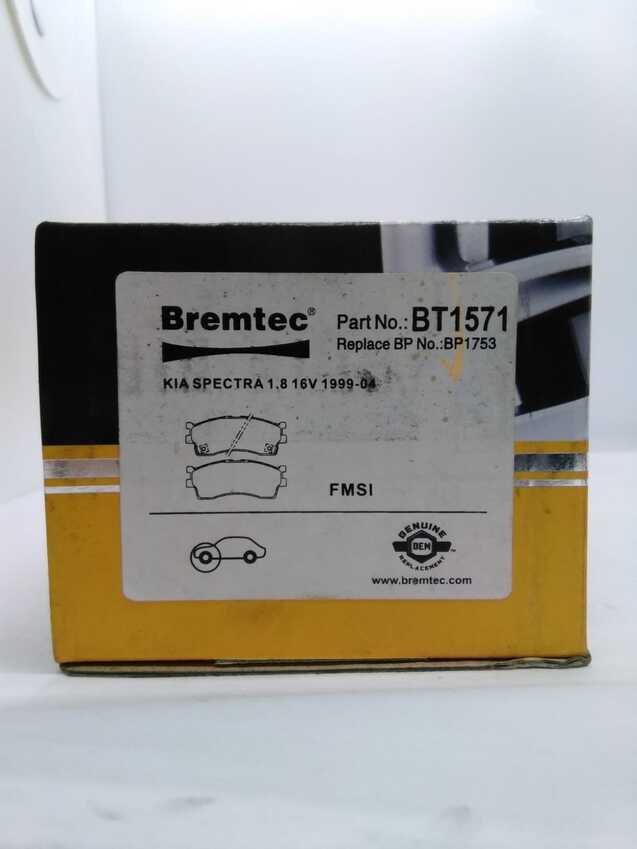 Bremtec®
Part No.: BT1571
Replace BP No.:BP1753
KIA SPECTRA 1.8 16V 1999-04
FMSI
GENUINE
OEM
REPLACEMENT
www.bremtec.com